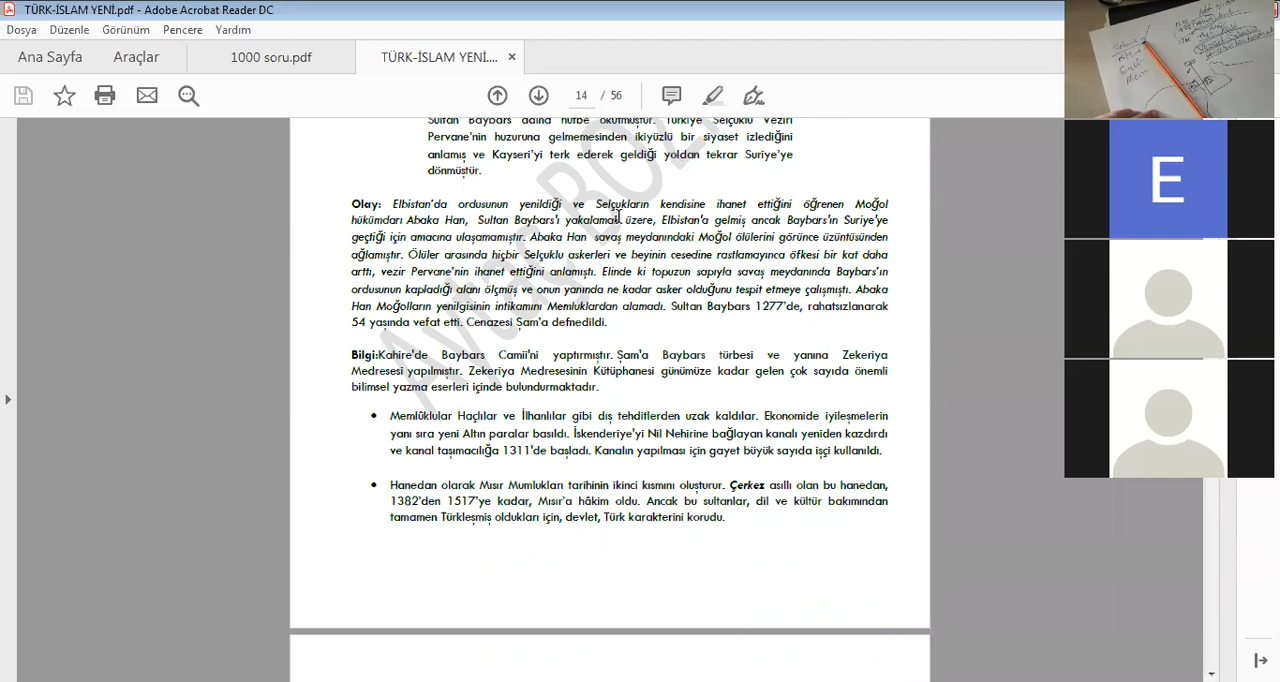 TÜRK-İSLAM YENİ.pdf - Adobe Acrobat Reader DC
Dosya Düzenle Görünüm Pencere Yardım
Ana Sayfa Araçlar 1000 soru.pdf TÜRK-İSLAM YENİ.... ×
14 / 56
Sultan Baybars adına hutbe okutmuştur. Türkiye Selçuklu Veziri
Pervane'nin huzuruna gelmemesinden ikiyüzlü bir siyaset izlediğini
anlamış ve Kayseri'yi terk ederek geldiği yoldan tekrar Suriye'ye
dönmüştür.
Olay: Elbistan'da ordusunun yenildiği ve Selçukların kendisine ihanet ettiğini öğrenen Moğol
hükümdarı Abaka Han, Sultan Baybars'ı yakalamak üzere, Elbistan'a gelmiş ancak Baybars'ın Suriye'ye
geçtiği için amacına ulaşamamıştır. Abaka Han savaş meydanındaki Moğol ölülerini görünce üzüntüsünden
ağlamıştır. Ölüler arasında hiçbir Selçuklu askerleri ve beyinin cesedine rastlamayınca öfkesi bir kat daha
arttı, vezir Pervane'nin ihanet ettiğini anlamıştı. Elinde ki topuzun sapıyla savaş meydanında Baybars'ın
ordusunun kapladığı alanı ölçmüş ve onun yanında ne kadar asker olduğunu tespit etmeye çalışmıştı. Abaka
Han Moğolların yenilgisinin intikamını Memluklardan alamadı. Sultan Baybars 1277'de, rahatsızlanarak
54 yaşında vefat etti. Cenazesi Şam'a defnedildi.
Bilgi:Kahire'de Baybars Camii'ni yaptırmıştır. Şam'a Baybars türbesi ve yanına Zekeriya
Medresesi yapılmıştır. Zekeriya Medresesinin Kütüphanesi günümüze kadar gelen çok sayıda önemli
bilimsel yazma eserleri içinde bulundurmaktadır.
• Memlûklular Haçlılar ve İlhanlılar gibi dış tehditlerden uzak kaldılar. Ekonomide iyileşmelerin
yanı sıra yeni Altın paralar basıldı. İskenderiye'yi Nil Nehirine bağlayan kanalı yeniden kazdırdı
ve kanal taşımacılığa 1311'de başladı. Kanalın yapılması için gayet büyük sayıda işçi kullanıldı.
• Hanedan olarak Mısır Mumlukları tarihinin ikinci kısmını oluşturur. Çerkez asıllı olan bu hanedan,
1382'den 1517'ye kadar, Mısır'a hâkim oldu. Ancak bu sultanlar, dil ve kültür bakımından
tamamen Türkleşmiş oldukları için, devlet, Türk karakterini korudu.
E